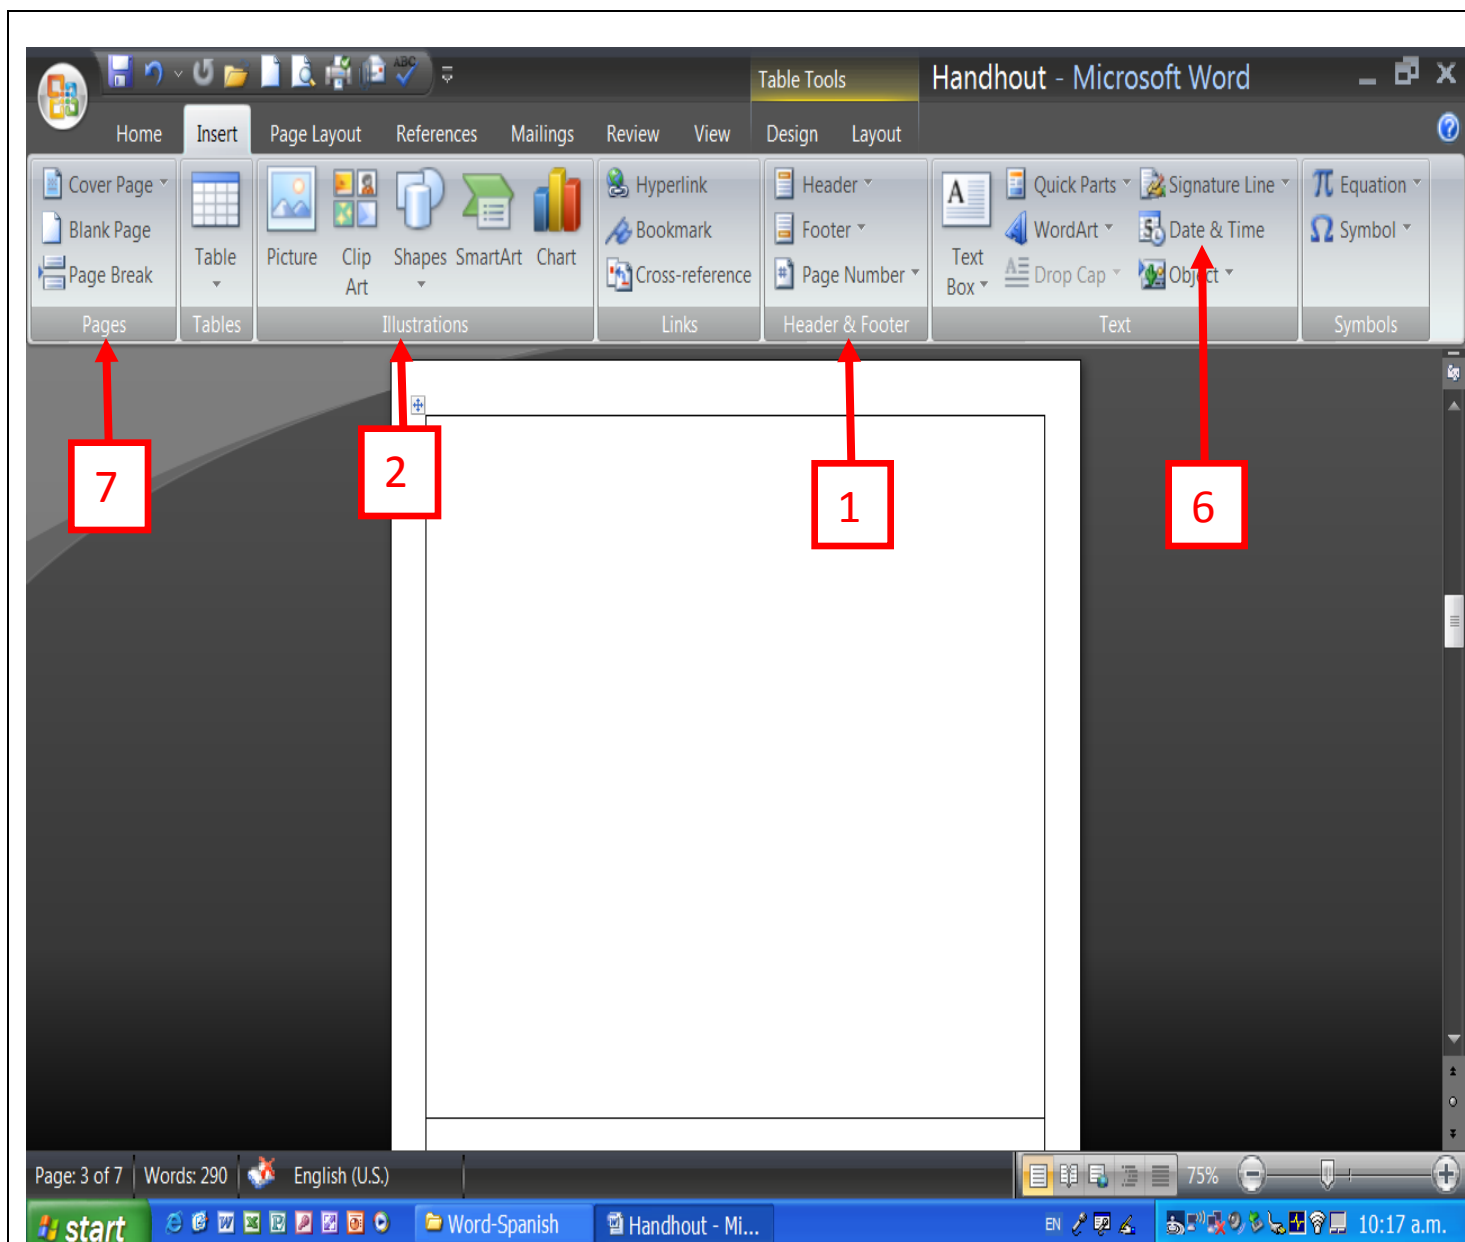 ABC
Table Tools
Handhout - Microsoft Word
Home Insert Page Layout References Mailings Review View Design Layout
Cover Page
Blank Page
Page Break
Pages
Table
Tables
Picture
Clip
Art
Shapes
SmartArt
Chart
Illustrations
Hyperlink
Bookmark
Cross-reference
Links
Header
Footer
Page Number
Header & Footer
A
Text
Box
Quick Parts
WordArt
Drop Cap
Signature Line
Date & Time
Object
Text
π Equation
Ω Symbol
Symbols
7
2
1
6
Page: 3 of 7 Words: 290 English (U.S.) 75%
start Word-Spanish Handhout - Mi... EN 10:17 a.m.